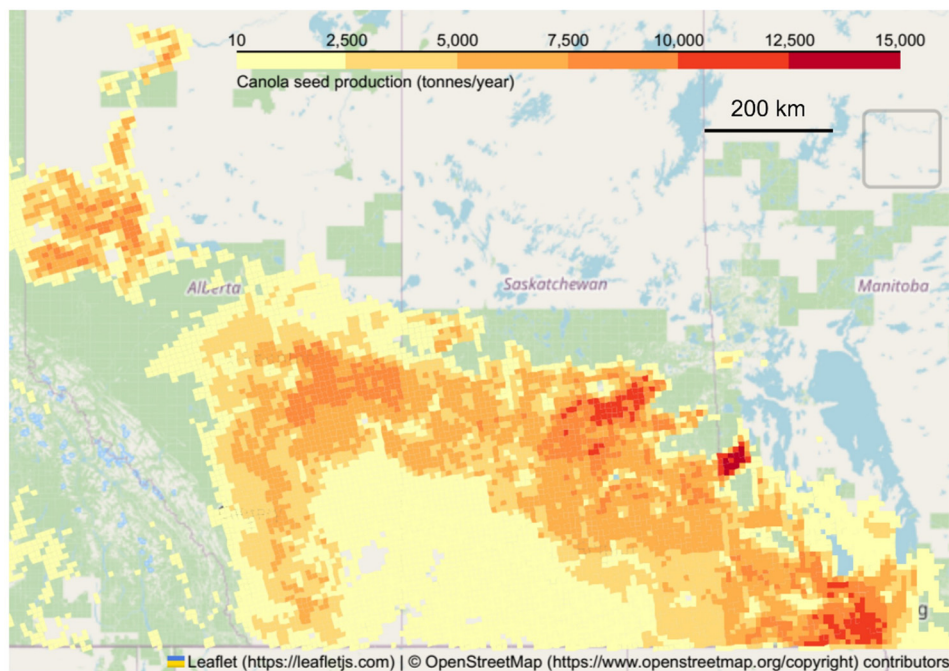 10 2,500 5,000 7,500 10,000 12,500 15,000
Canola seed production (tonnes/year)
200 km
Alberta
Saskatchewan
Manitoba
g
Leaflet (https://leafletjs.com) | © OpenStreetMap (https://www.openstreetmap.org/copyright) contributors